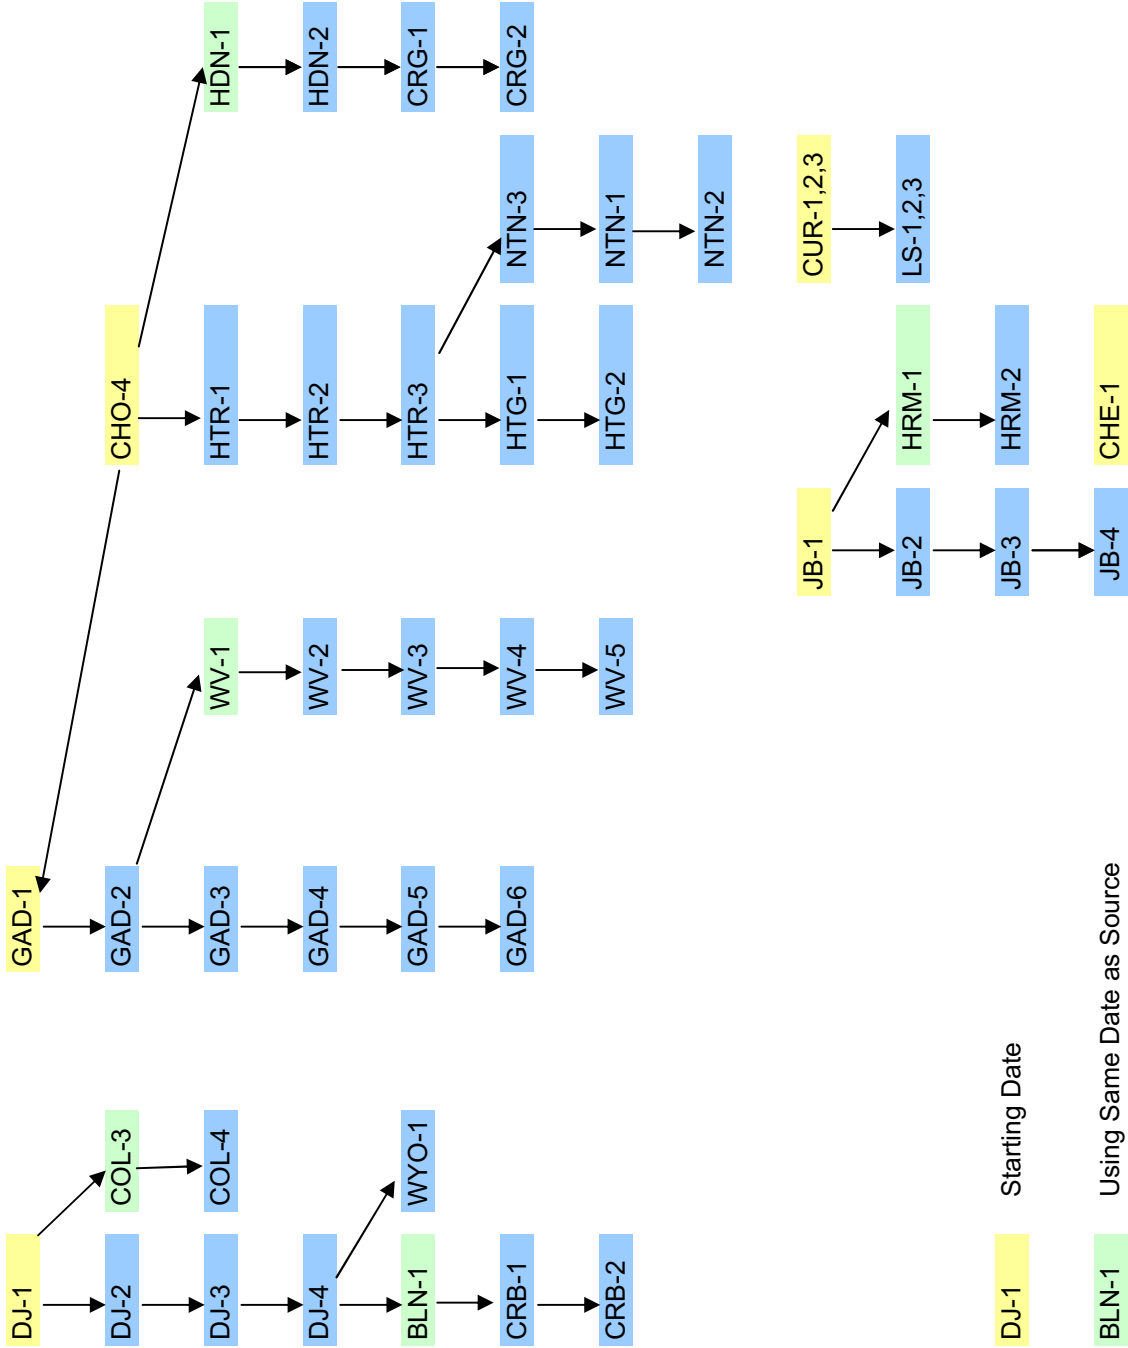 DJ-1
DJ-2
DJ-3
DJ-4
BLN-1
CRB-1
CRB-2
COL-3
COL-4
WYO-1
GAD-1
GAD-2
GAD-3
GAD-4
GAD-5
GAD-6
WV-1
WV-2
WV-3
WV-4
WV-5
CHO-4
HTR-1
HTR-2
HTR-3
HTG-1
HTG-2
NTN-3
NTN-1
NTN-2
HDN-1
HDN-2
CRG-1
CRG-2
JB-1
JB-2
JB-3
JB-4
HRM-1
HRM-2
CHE-1
CUR-1,2,3
LS-1,2,3
DJ-1 Starting Date
BLN-1 Using Same Date as Source